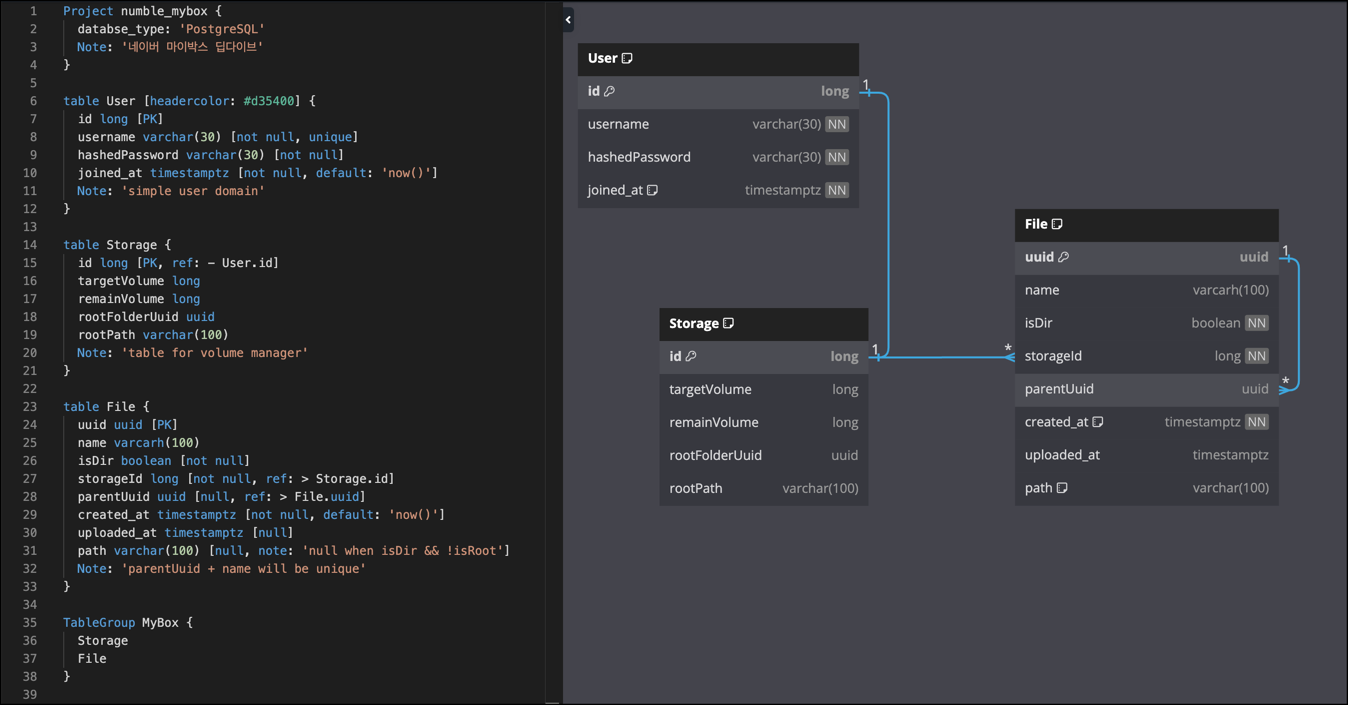 1 Project numble_mybox {
2 databse_type: 'PostgreSQL'
3 Note: '네이버 마이박스 딥다이브'
4 }
5
6 table User [headercolor: #d35400] {
7 id long [PK]
8 username varchar(30) [not null, unique]
9 hashedPassword varchar(30) [not null]
10 joined_at timestamptz [not null, default: 'now()']
11 Note: 'simple user domain'
12 }
13
14 table Storage {
15 id long [PK, ref: - User.id]
16 targetVolume long
17 remainVolume long
18 rootFolderUuid uuid
19 rootPath varchar(100)
20 Note: 'table for volume manager'
21 }
22
23 table File {
24 uuid uuid [PK]
25 name varcarh(100)
26 isDir boolean [not null]
27 storageId long [not null, ref: > Storage.id]
28 parentUuid uuid [null, ref: > File.uuid]
29 created_at timestamptz [not null, default: 'now()']
30 uploaded_at timestamptz [null]
31 path varchar(100) [null, note: 'null when isDir && !isRoot']
32 Note: 'parentUuid + name will be unique'
33 }
34
35 TableGroup MyBox {
36 Storage
37 File
38 }
39
User
id long
1
username varchar(30) NN
hashedPassword varchar(30) NN
joined_at timestamptz NN
Storage
id long
1
targetVolume long
remainVolume long
rootFolderUuid uuid
rootPath varchar(100)
File
uuid uuid
1
name varcarh(100)
isDir boolean NN
* storageId long NN
parentUuid uuid *
created_at timestamptz NN
uploaded_at timestamptz
path varchar(100)